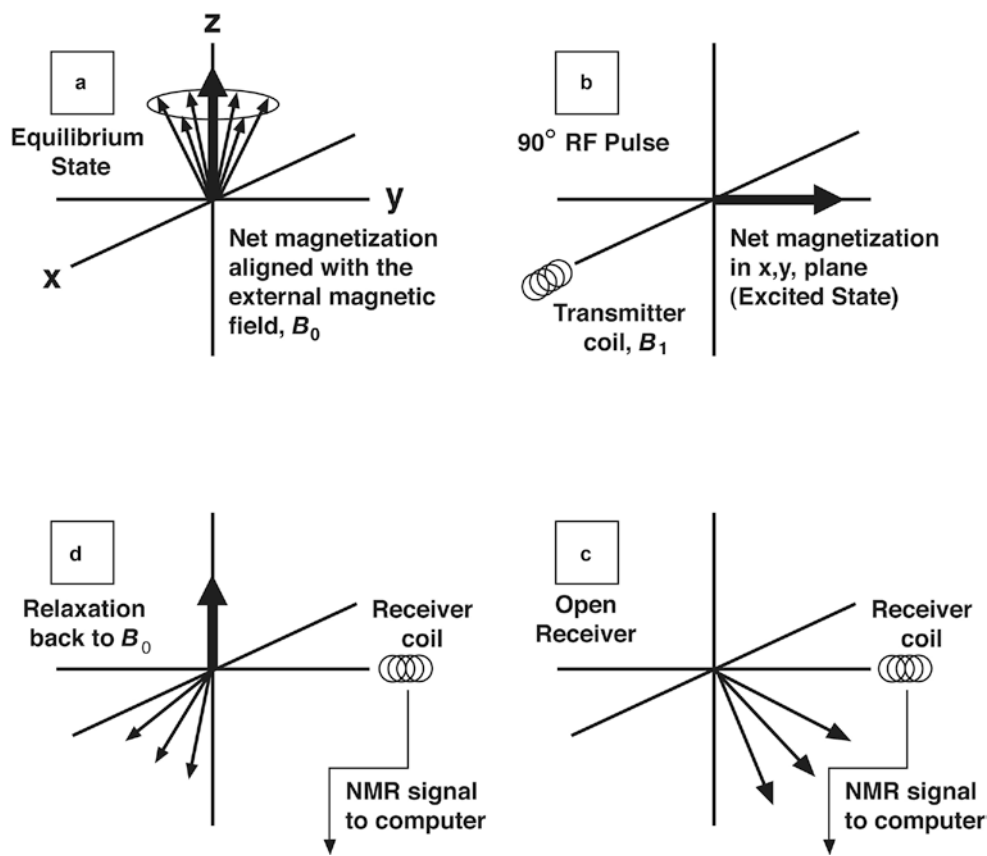 z
a
Equilibrium
State
y
x
Net magnetization
aligned with the
external magnetic
field, B0
b
90° RF Pulse
Net magnetization
in x,y, plane
(Excited State)
Transmitter
coil, B1
d
Relaxation
back to B0
Receiver
coil
NMR signal
to computer
c
Open
Receiver
Receiver
coil
NMR signal
to computer